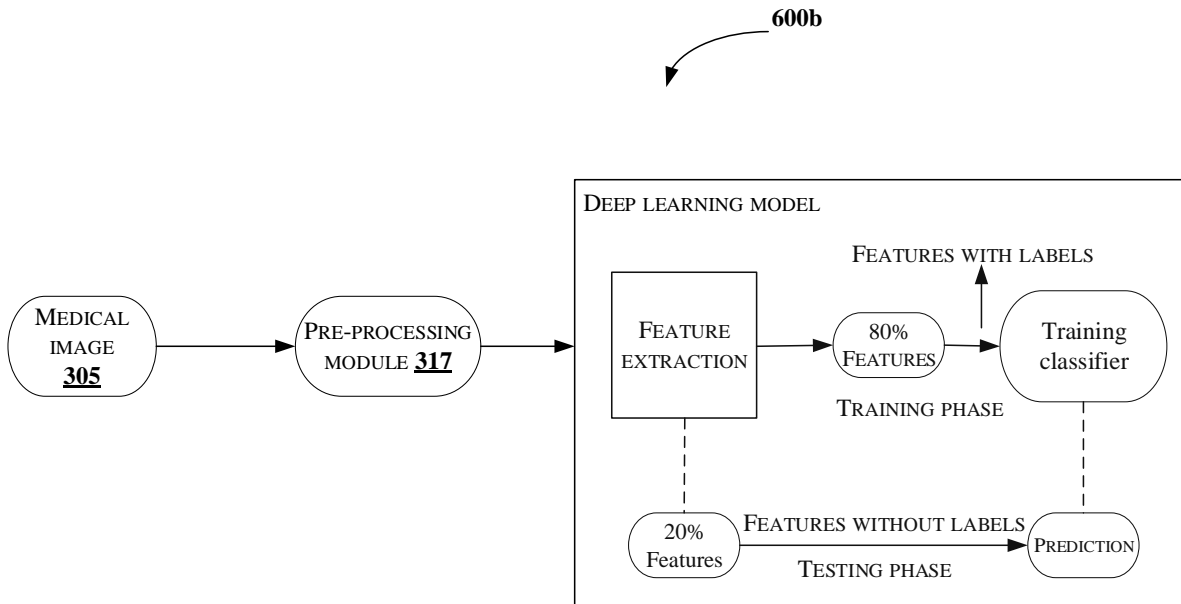 600b
DEEP LEARNING MODEL
FEATURES WITH LABELS
MEDICAL
IMAGE
305
PRE-PROCESSING
MODULE 317
FEATURE
EXTRACTION
80%
FEATURES
Training
classifier
TRAINING PHASE
20%
Features
FEATURES WITHOUT LABELS
TESTING PHASE
PREDICTION